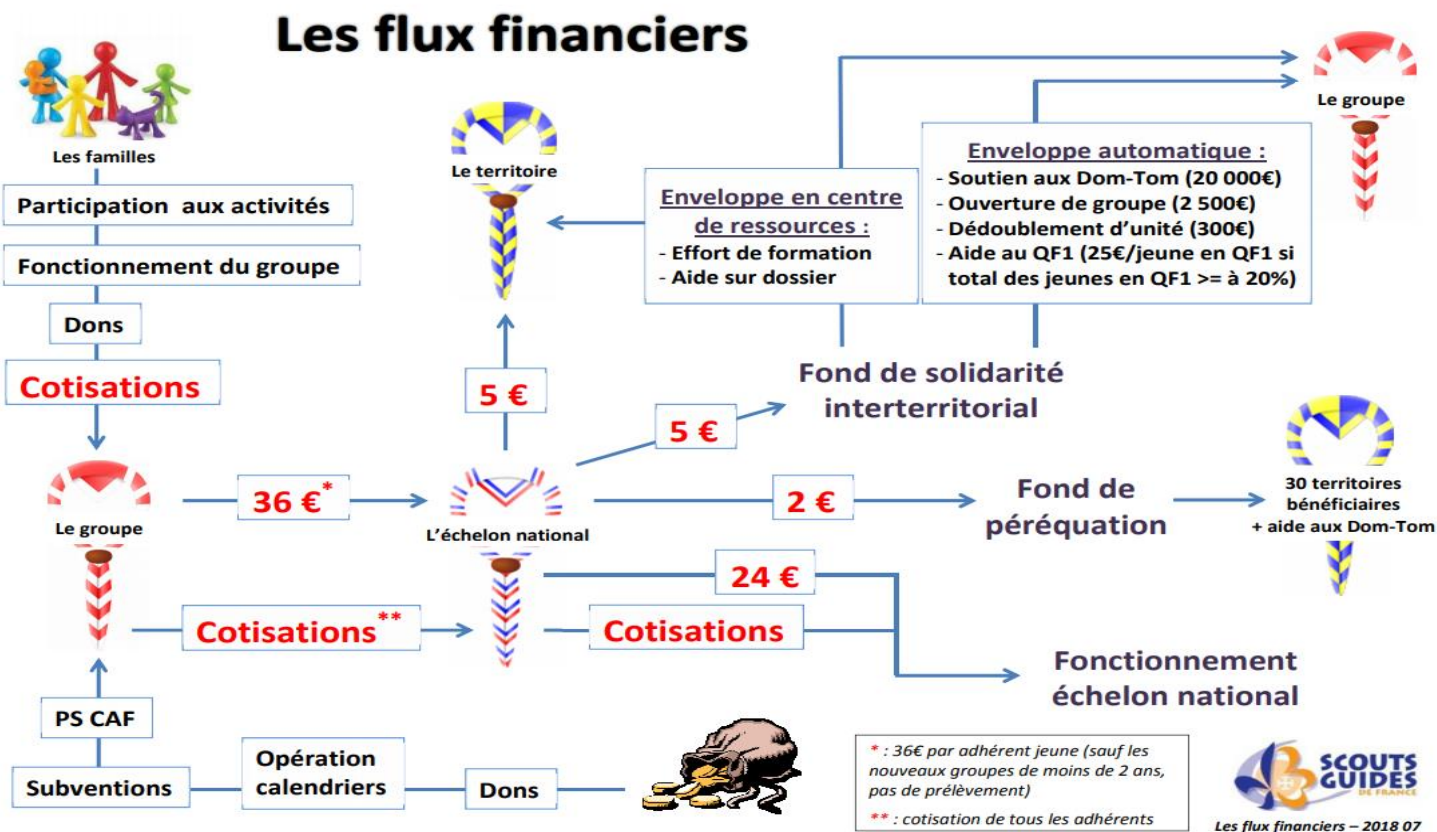 Les flux financiers
Les familles
Participation aux activités
Fonctionnement du groupe
Dons
Cotisations
Le groupe
36 €*
Cotisations**
PS CAF
Subventions
Opération
calendriers
Dons
Le territoire
5 €
L'échelon national
5 €
2 €
24 €
Cotisations
Enveloppe en centre
de ressources :
- Effort de formation
- Aide sur dossier
Enveloppe automatique :
- Soutien aux Dom-Tom (20 000€)
- Ouverture de groupe (2 500€)
- Dédoublement d'unité (300€)
- Aide au QF1 (25€/jeune en QF1 si
total des jeunes en QF1 >= à 20%)
Le groupe
Fond de solidarité
interterritorial
Fond de
péréquation
30 territoires
bénéficiaires
+ aide aux Dom-Tom
Fonctionnement
échelon national
* : 36€ par adhérent jeune (sauf les
nouveaux groupes de moins de 2 ans,
pas de prélèvement)
** : cotisation de tous les adhérents
SCOUTS
GUIDES
DE FRANCE
Les flux financiers – 2018 07